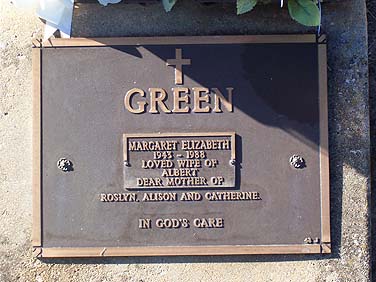 GREEN
MARGARET ELIZABETH
1943 - 1988
LOVED WIFE OF
ALBERT
DEAR MOTHER OF
ROSLYN, ALISON AND CATHERINE.
IN GOD'S CARE